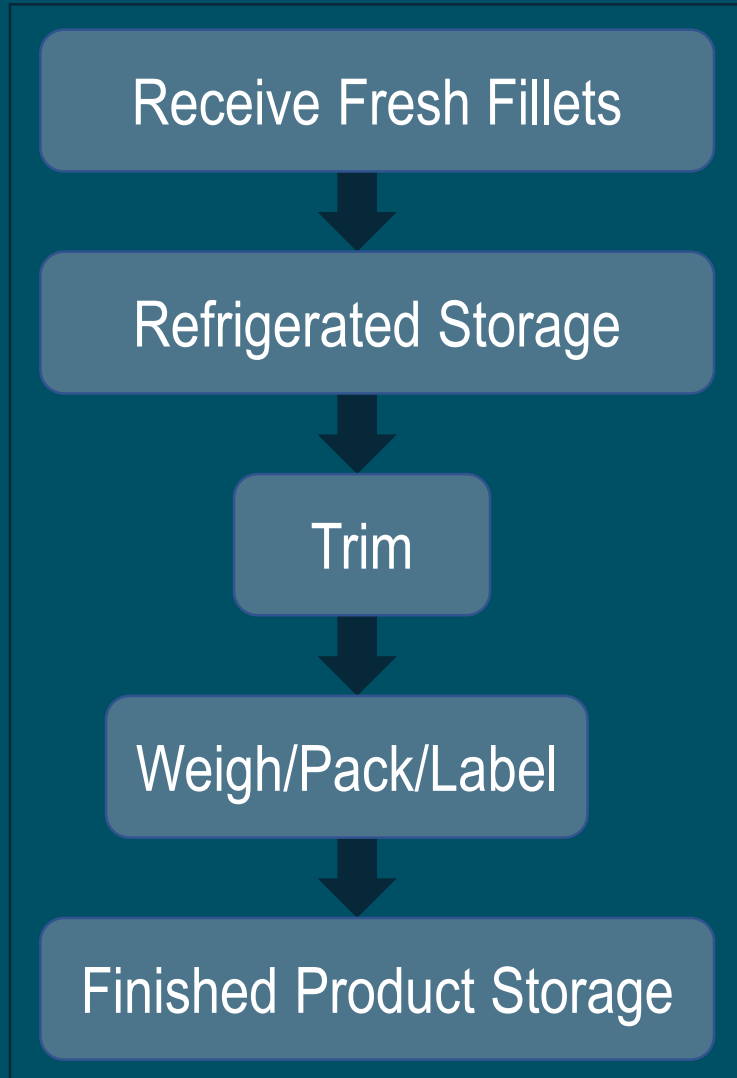 Receive Fresh Fillets
Refrigerated Storage
Trim
Weigh/Pack/Label
Finished Product Storage